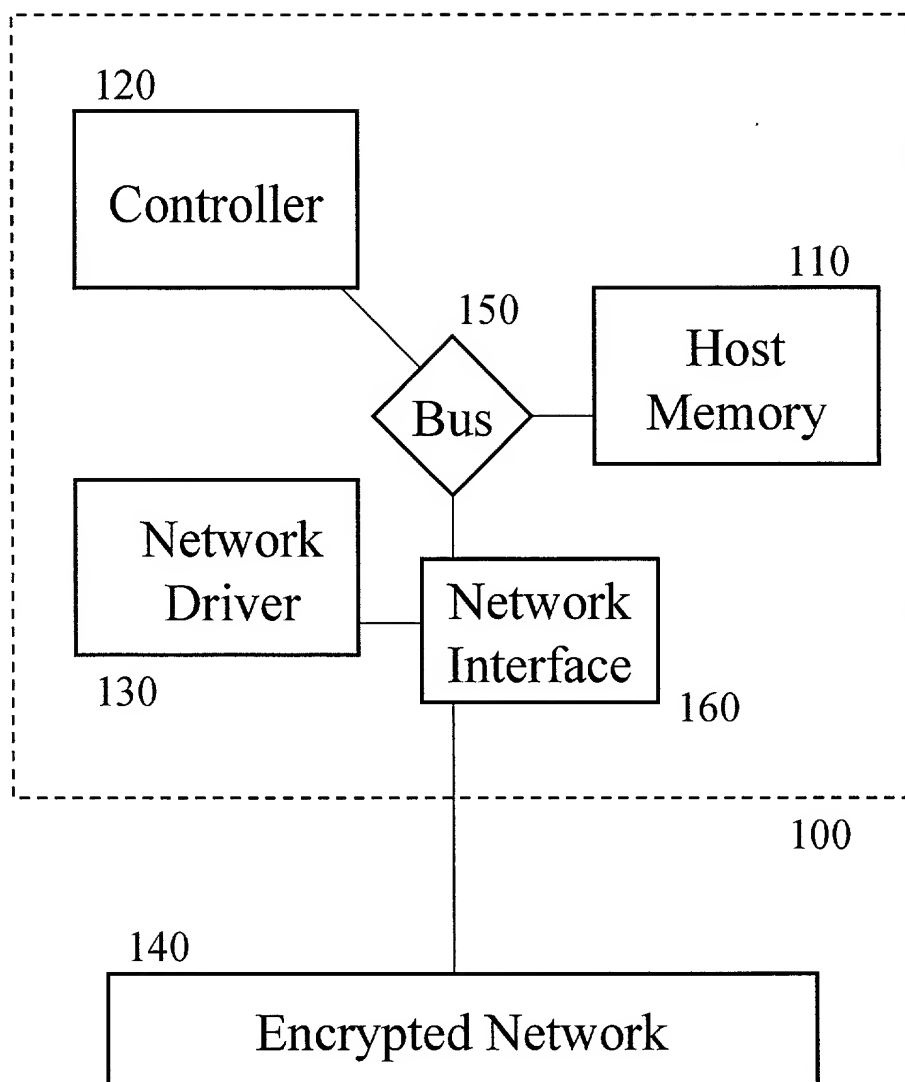 120
Controller
110
150
Host
Memory
Bus
Network
Driver
Network
Interface
130
160
100
140
Encrypted Network